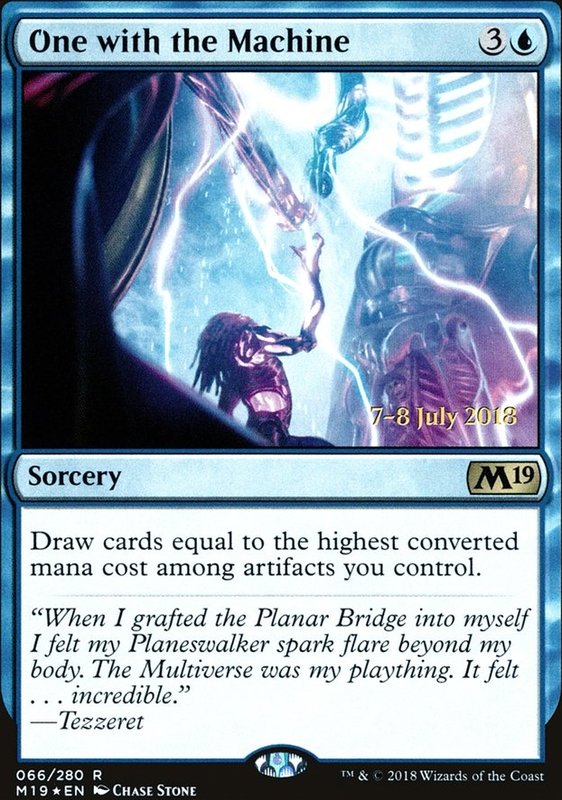 One with the Machine 3
7–8 July 2018
Sorcery M19
Draw cards equal to the highest converted
mana cost among artifacts you control.
“When I grafted the Planar Bridge into myself
I felt my Planeswalker spark flare beyond my
body. The Multiverse was my plaything. It felt
. . . incredible.”
—Tezzeret
066/280 R
M19★EN Chase Stone
™ & © 2018 Wizards of the Coast